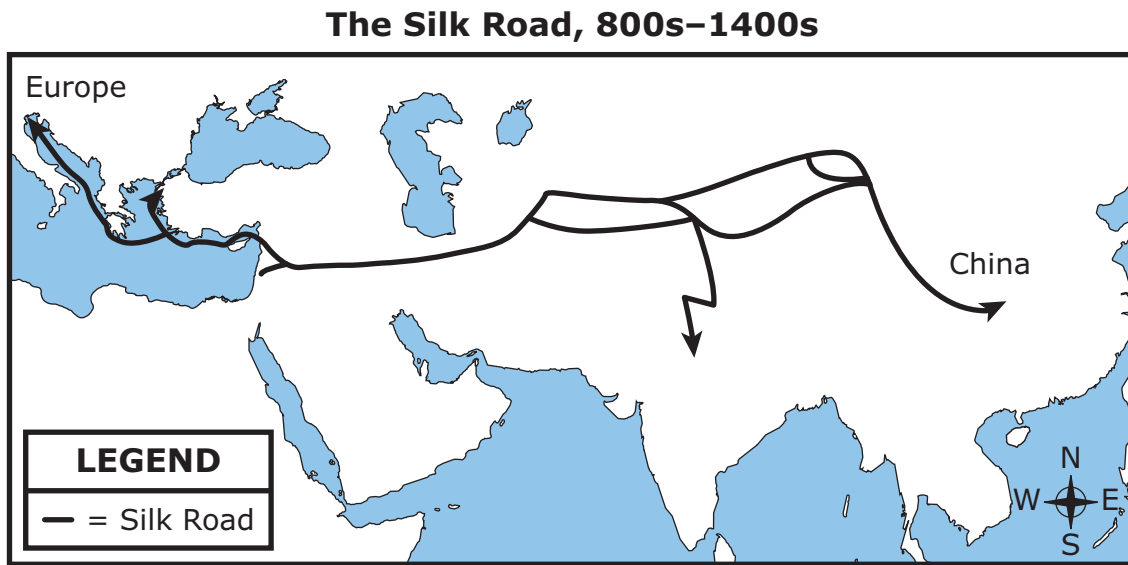 The Silk Road, 800s–1400s
Europe
China
LEGEND
= Silk Road
N
W E
S